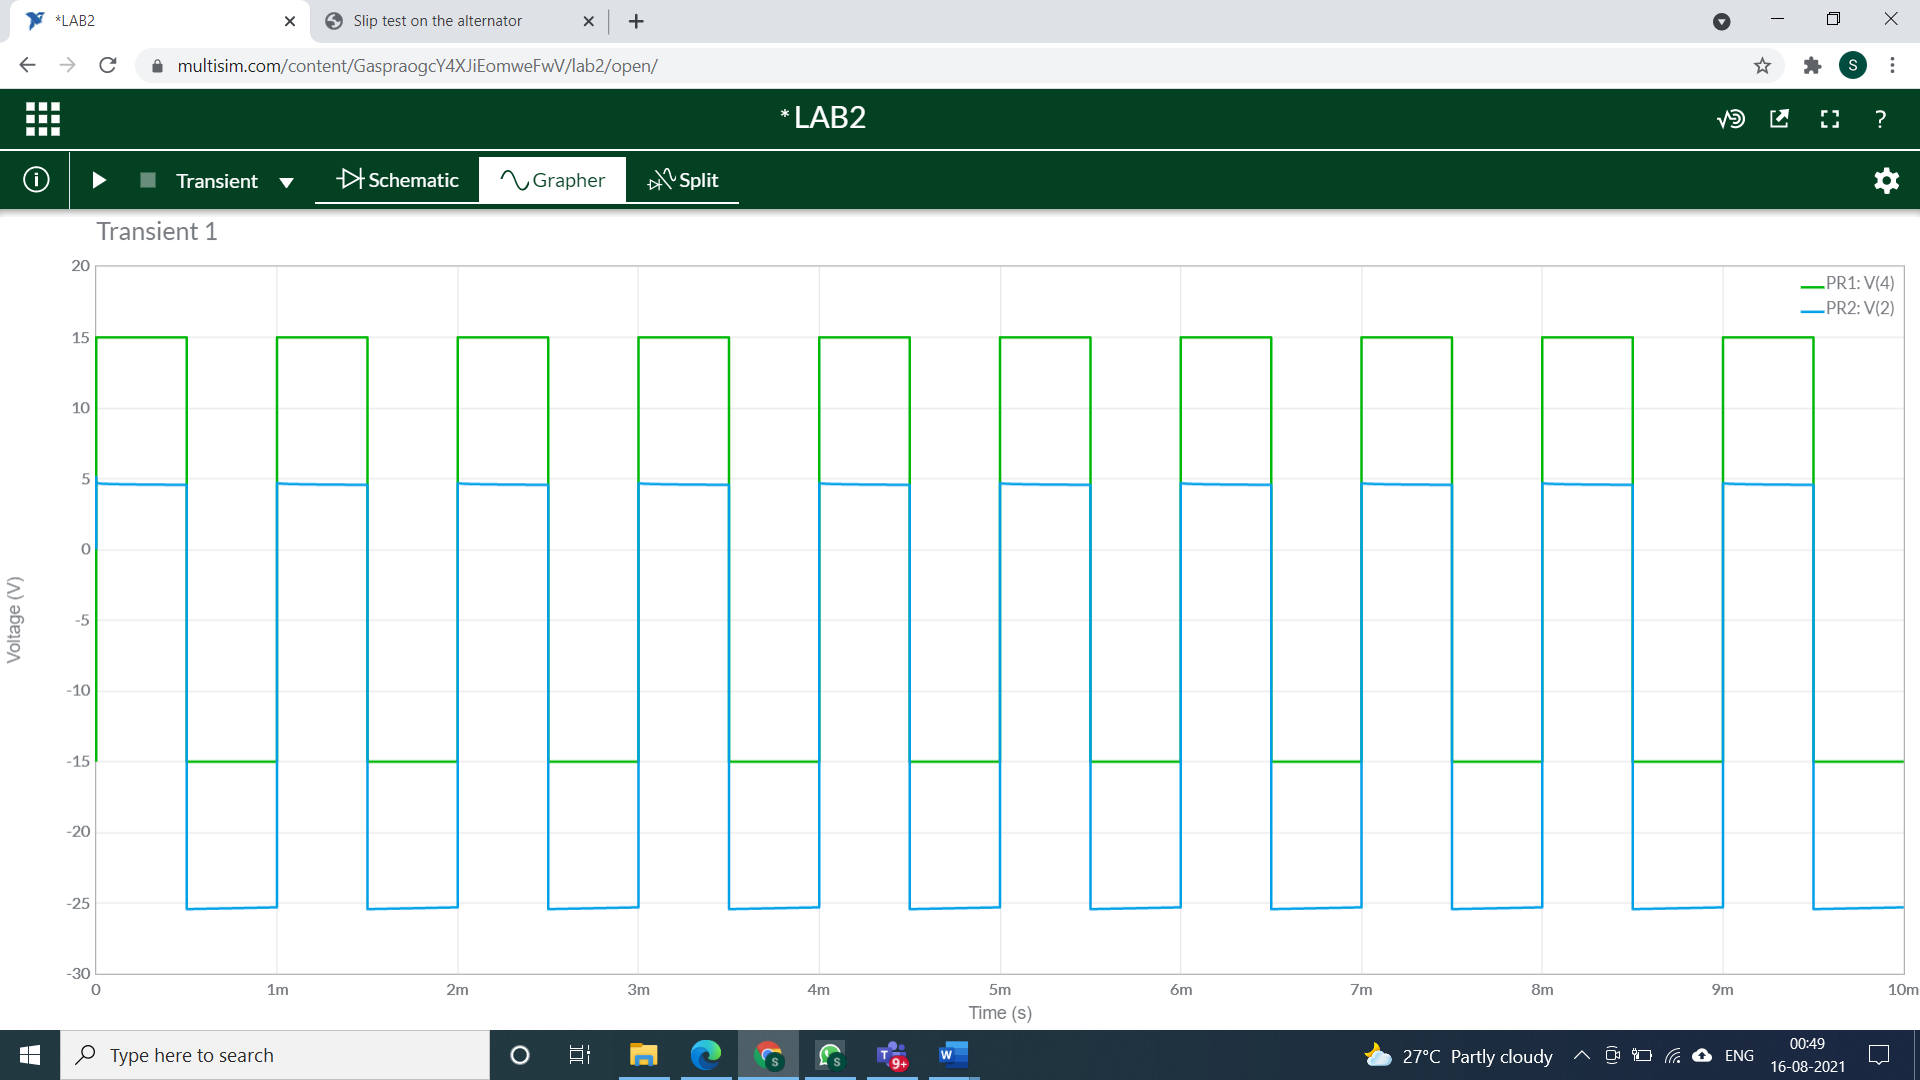 *LAB2
Slip test on the alternator
multisim.com/content/GaspraogcY4XJiEomweFwV/lab2/open/
S
*LAB2
?
Transient
Schematic
Grapher
Split
Transient 1
PR1: V(4)
PR2: V(2)
20
15
10
5
0
-5
-10
-15
-20
-25
-30
Voltage (V)
0 1m 2m 3m 4m 5m 6m 7m 8m 9m 10m
Time (s)
Type here to search
S
S
9+
W
27°C Partly cloudy
ENG
00:49
16-08-2021